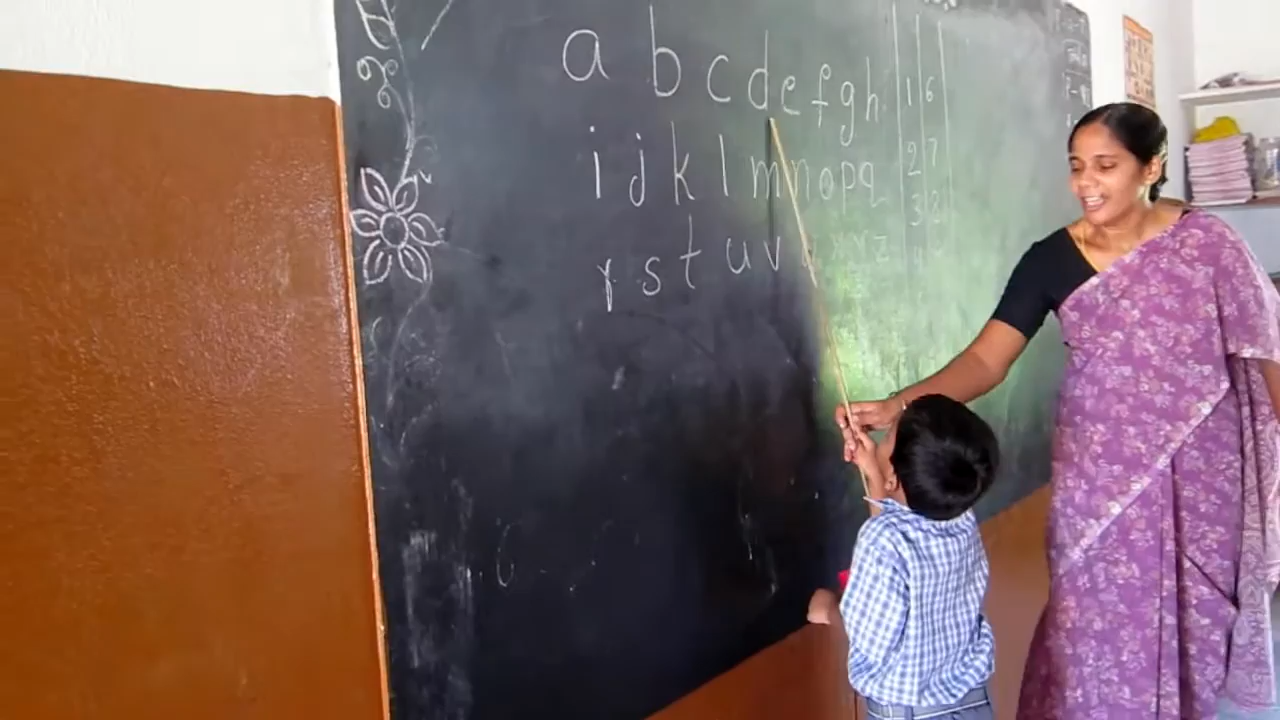 a b c d e f g h
i j k l m n o p q
r s t u v w x y z
1 6
2 7
3 8